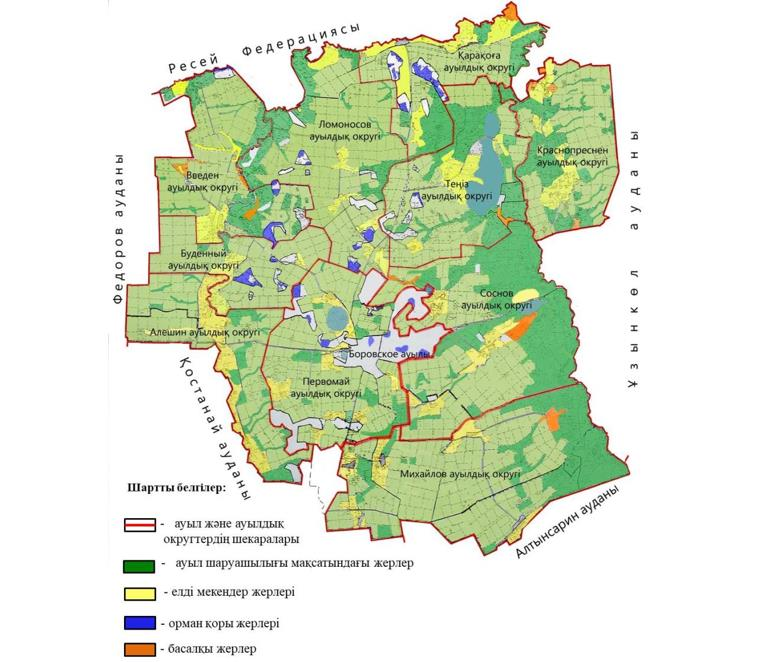 Ресей Федерациясы
Қарақоға
ауылдық округі
Ломоносов
ауылдық округі
Краснопреснен
ауылдық округі
Введен
ауылдық округі
Теңіз
ауылдық округі
Федоров ауданы
Ұзынкөл ауданы
Буденный
ауылдық округі
Соснов
ауылдық округі
Алешин ауылдық округі
Боровское ауылы
Первомай
ауылдық округі
Қостанай ауданы
Михайлов ауылдық округі
Алтынсарин ауданы
Шартты белгілер:
- ауыл және ауылдық
округтердің шекаралары
- ауыл шаруашылығы мақсатындағы жерлер
- елді мекендер жерлері
- орман қоры жерлері
- басалқы жерлер